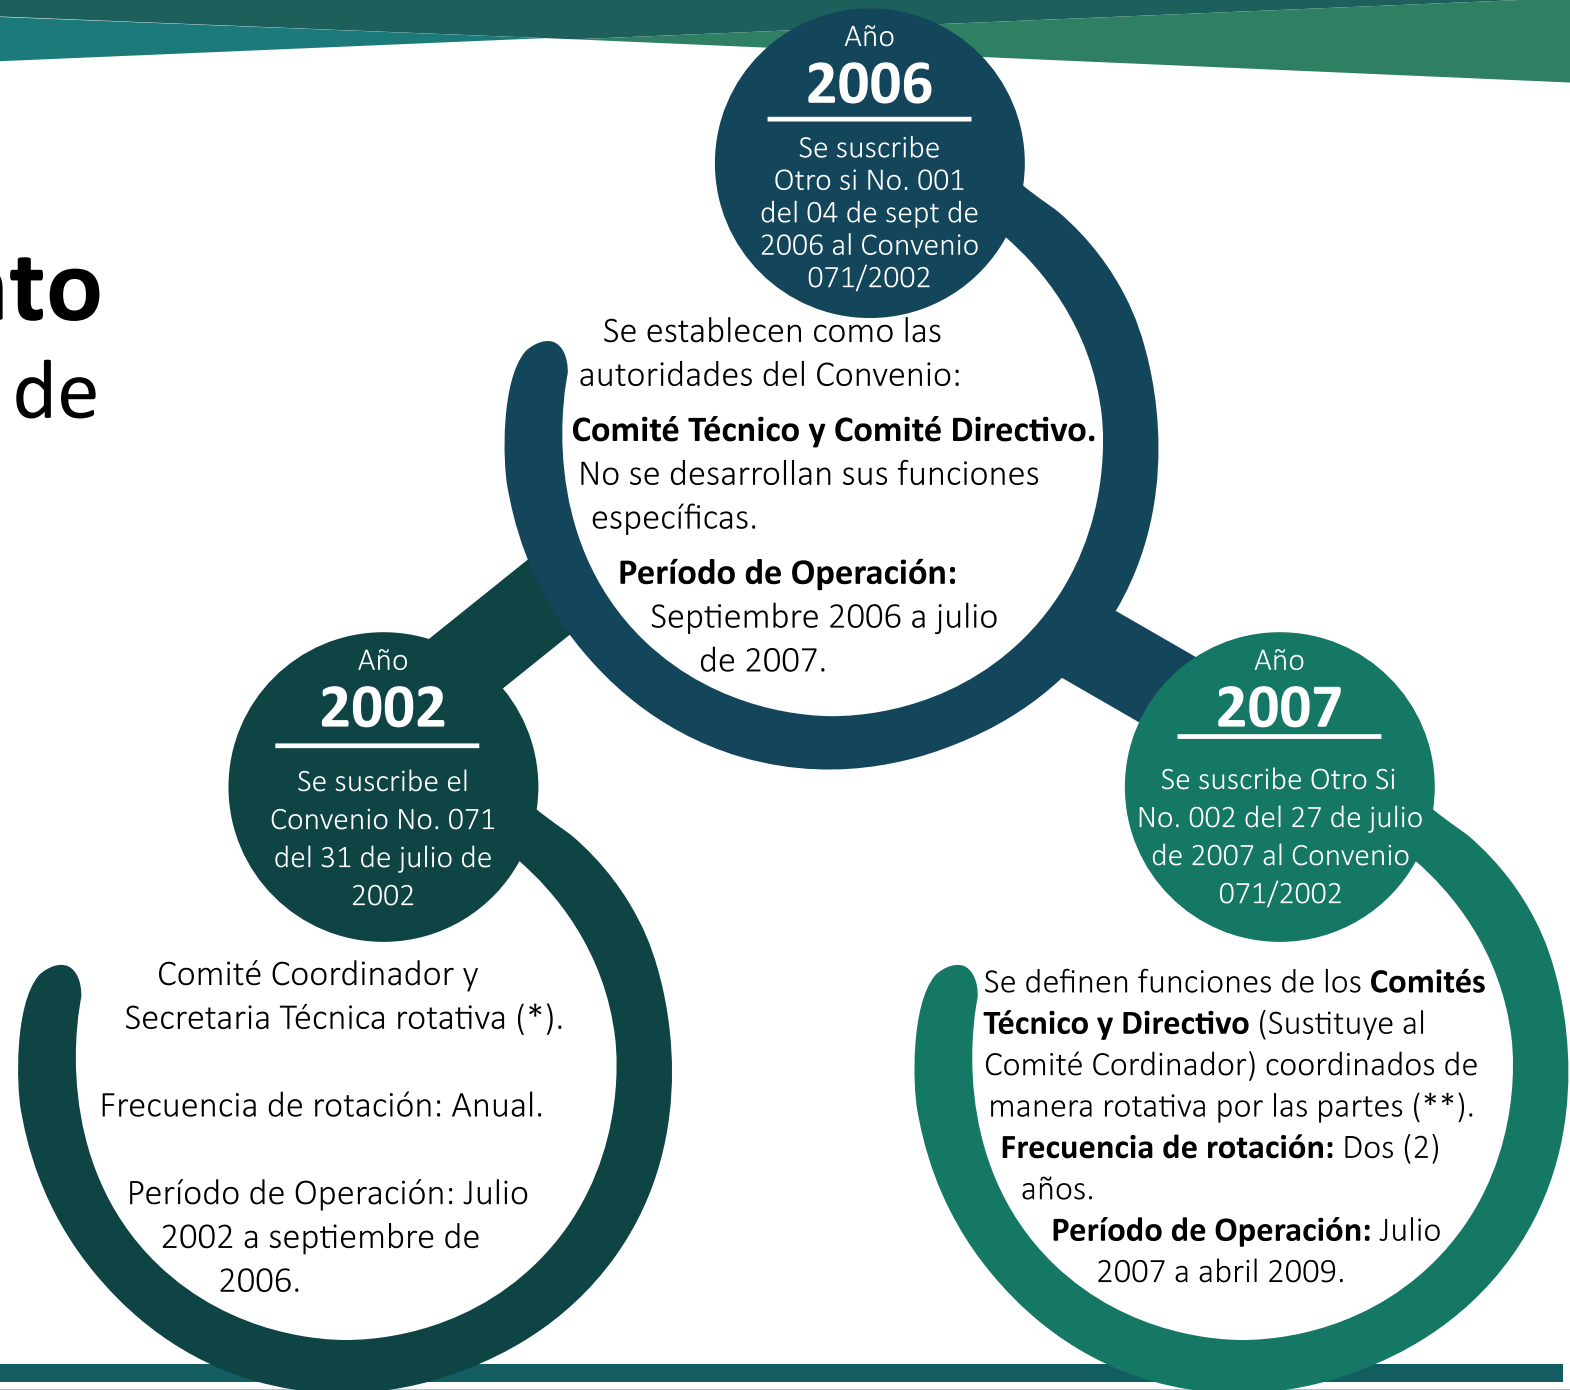 to
de
Año
2006
Se suscribe
Otro si No. 001
del 04 de sept de
2006 al Convenio
071/2002
Se establecen como las
autoridades del Convenio:
Comité Técnico y Comité Directivo.
No se desarrollan sus funciones
específicas.
Período de Operación:
Septiembre 2006 a julio
de 2007.
Año
2002
Se suscribe el
Convenio No. 071
del 31 de julio de
2002
Comité Coordinador y
Secretaria Técnica rotativa (*).
Frecuencia de rotación: Anual.
Período de Operación: Julio
2002 a septiembre de
2006.
Año
2007
Se suscribe Otro Si
No. 002 del 27 de julio
de 2007 al Convenio
071/2002
Se definen funciones de los Comités
Técnico y Directivo (Sustituye al
Comité Cordinador) coordinados de
manera rotativa por las partes (**).
Frecuencia de rotación: Dos (2)
años.
Período de Operación: Julio
2007 a abril 2009.